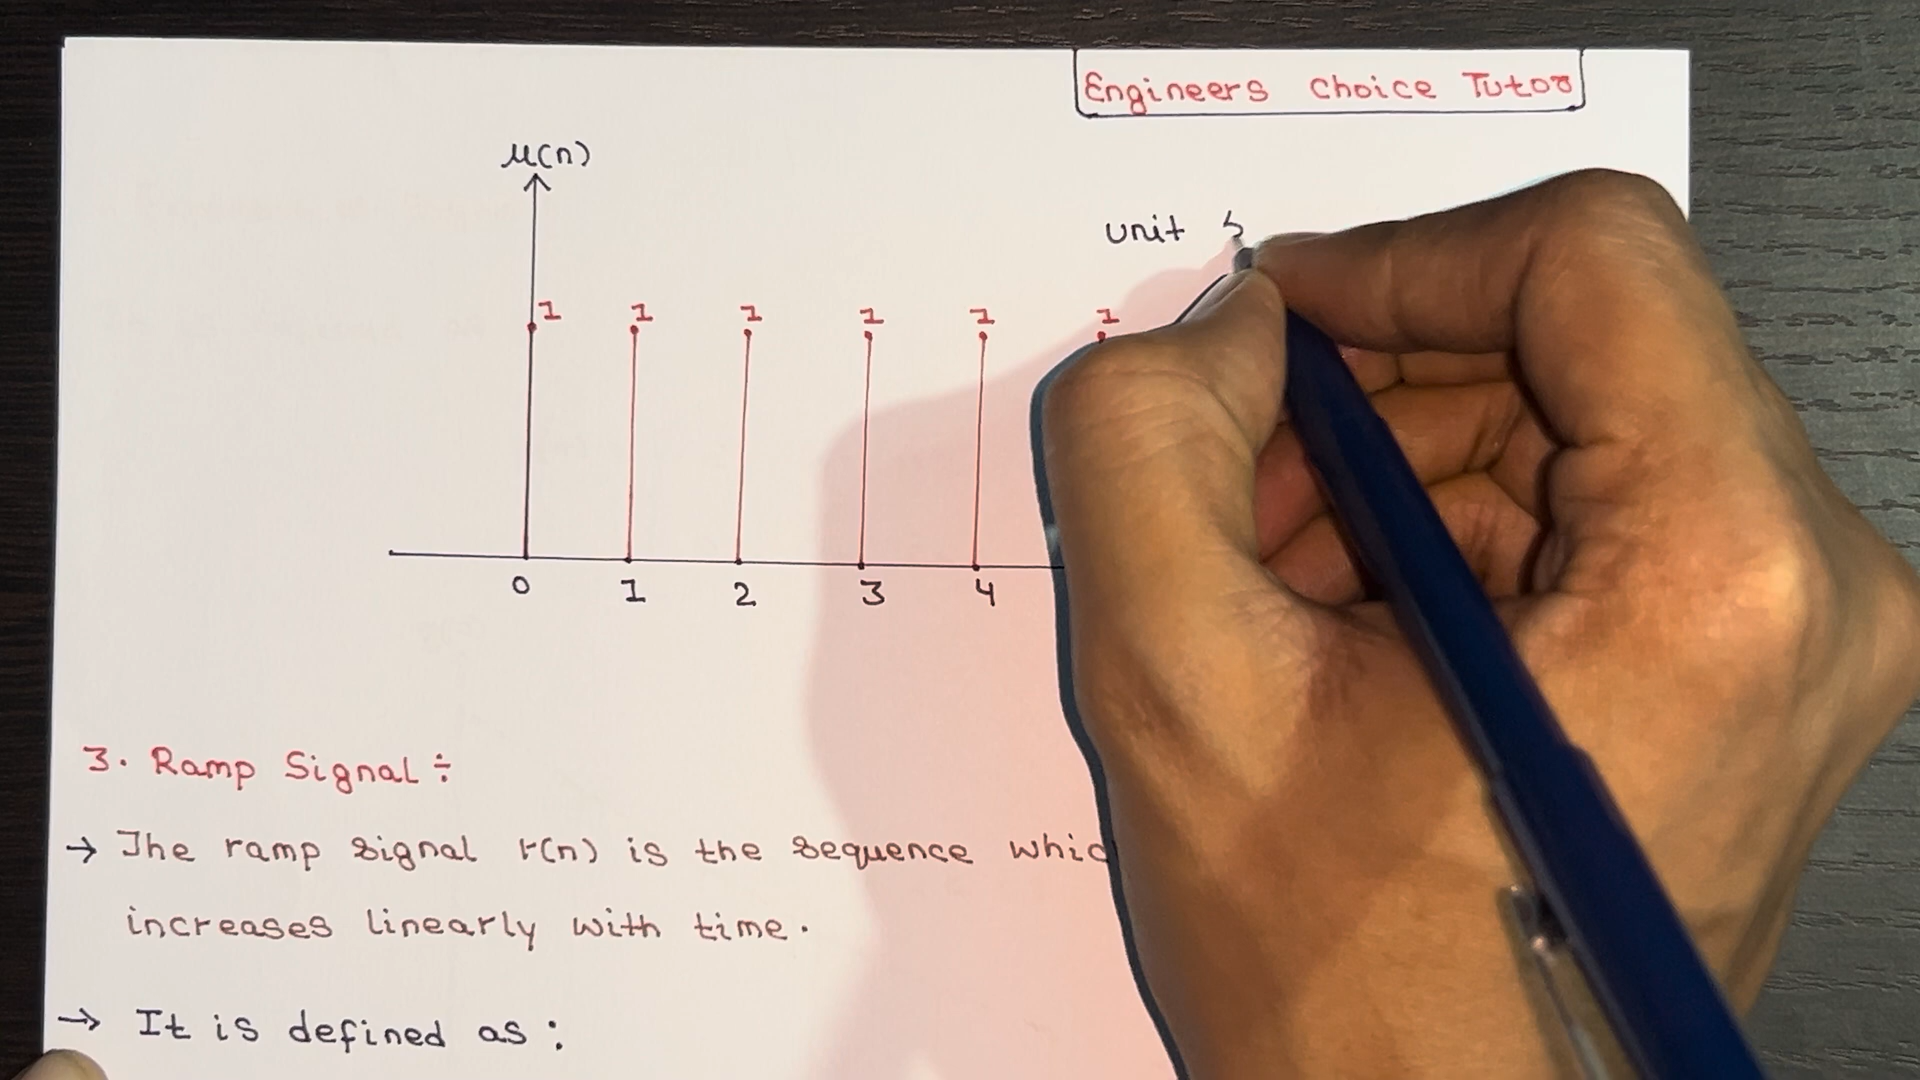 Engineers Choice Tutor
μ(n)
unit s
1 1 1 1 1 1
0 1 2 3 4
3. Ramp Signal ÷
→ The ramp signal r(n) is the sequence whic
increases linearly with time.
→ It is defined as :